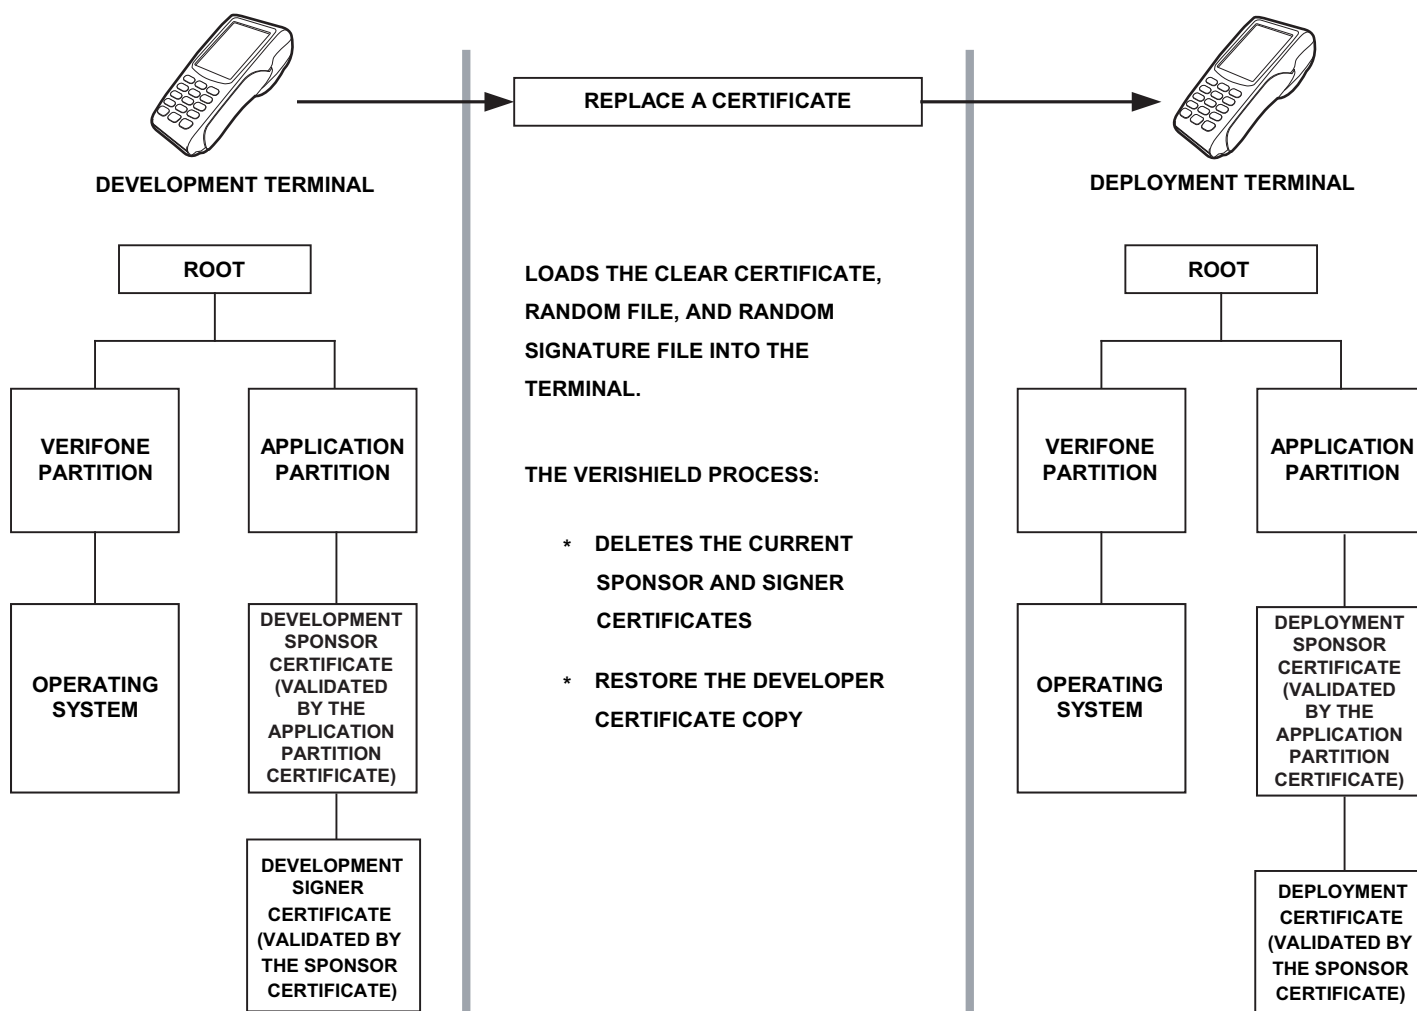 REPLACE A CERTIFICATE
DEVELOPMENT TERMINAL
DEPLOYMENT TERMINAL
ROOT
VERIFONE
PARTITION
APPLICATION
PARTITION
OPERATING
SYSTEM
DEVELOPMENT
SPONSOR
CERTIFICATE
(VALIDATED
BY THE
APPLICATION
PARTITION
CERTIFICATE)
DEVELOPMENT
SIGNER
CERTIFICATE
(VALIDATED BY
THE SPONSOR
CERTIFICATE)
LOADS THE CLEAR CERTIFICATE,
RANDOM FILE, AND RANDOM
SIGNATURE FILE INTO THE
TERMINAL.
THE VERISHIELD PROCESS:
* DELETES THE CURRENT
SPONSOR AND SIGNER
CERTIFICATES
* RESTORE THE DEVELOPER
CERTIFICATE COPY
ROOT
VERIFONE
PARTITION
APPLICATION
PARTITION
OPERATING
SYSTEM
DEPLOYMENT
SPONSOR
CERTIFICATE
(VALIDATED
BY THE
APPLICATION
PARTITION
CERTIFICATE)
DEPLOYMENT
CERTIFICATE
(VALIDATED BY
THE SPONSOR
CERTIFICATE)